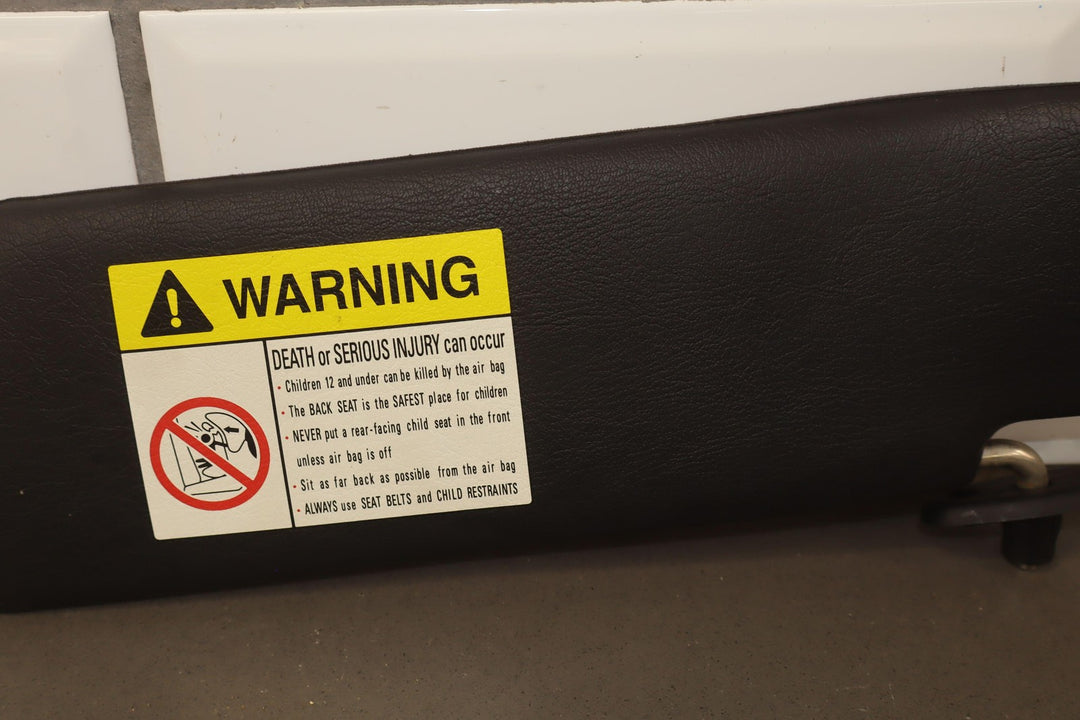 WARNING
DEATH or SERIOUS INJURY can occur
• Children 12 and under can be killed by the air bag
• The BACK SEAT is the SAFEST place for children
• NEVER put a rear-facing child seat in the front
unless air bag is off
• Sit as far back as possible from the air bag
• ALWAYS use SEAT BELTS and CHILD RESTRAINTS